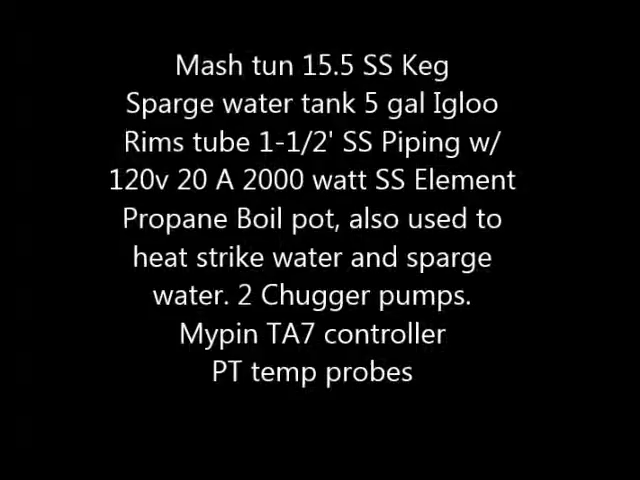 Mash tun 15.5 SS Keg
Sparge water tank 5 gal Igloo
Rims tube 1-1/2' SS Piping w/
120v 20 A 2000 watt SS Element
Propane Boil pot, also used to
heat strike water and sparge
water. 2 Chugger pumps.
Mypin TA7 controller
PT temp probes